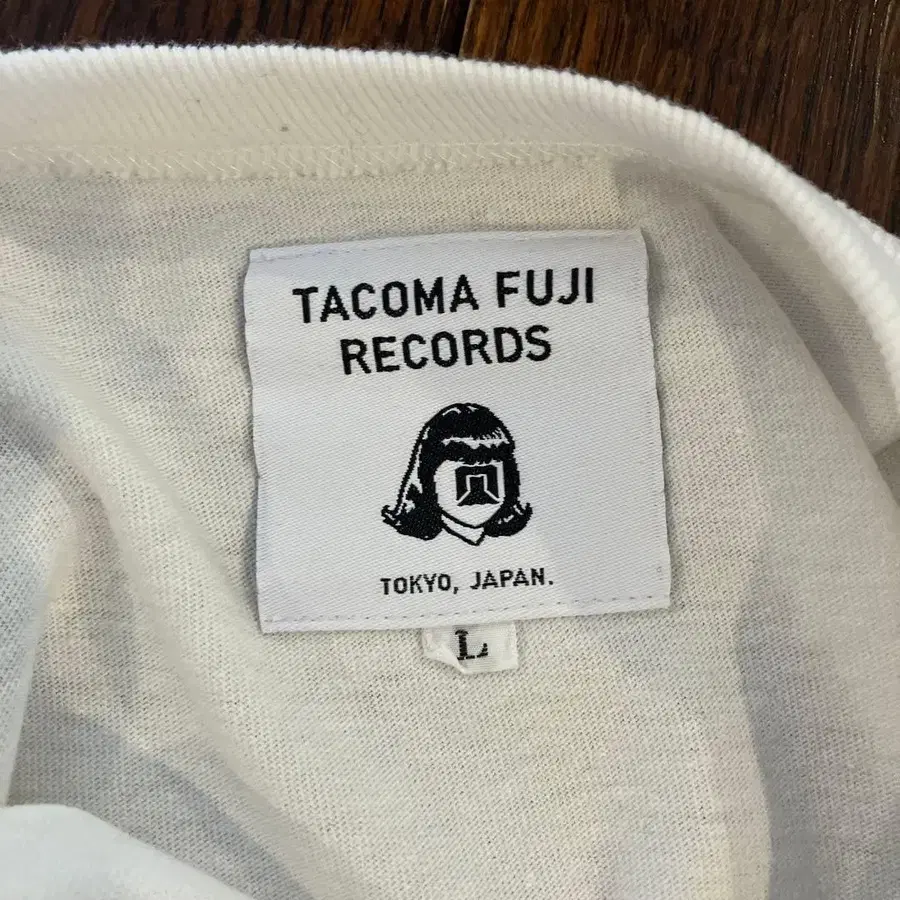 TACOMA FUJI
RECORDS
TOKYO, JAPAN.
L